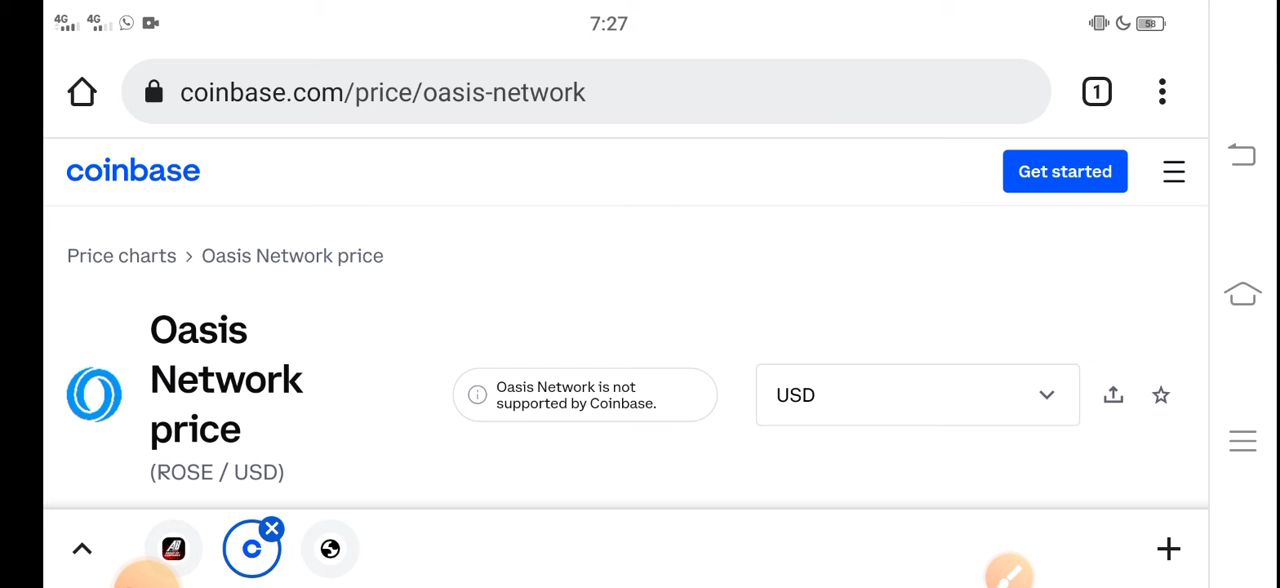 4G 4G 7:27 58
coinbase.com/price/oasis-network 1
coinbase Get started
Price charts > Oasis Network price
Oasis
Network
price
(ROSE / USD)
Oasis Network is not
supported by Coinbase.
USD